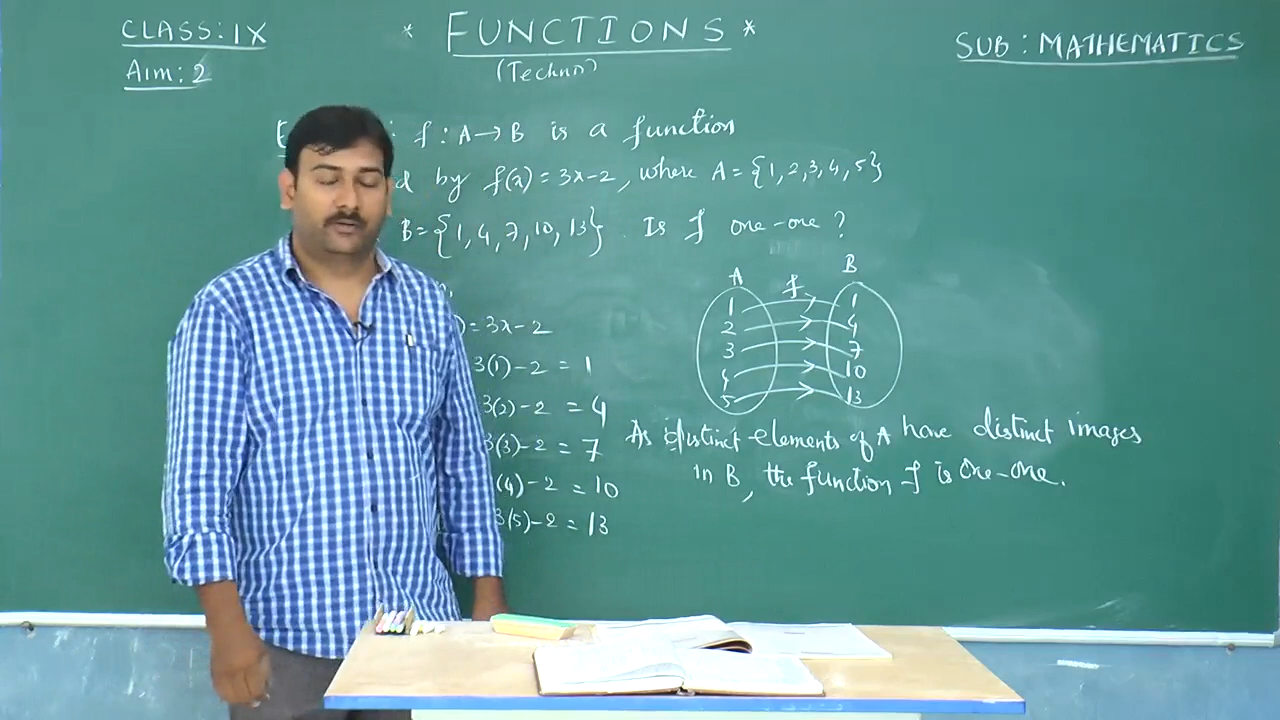 CLASS: IX
* FUNCTIONS *
SUB: MATHEMATICS
Aim: 2
(Techno)
: f : A → B is a function
by f(x) = 3x-2, where A = {1, 2, 3, 4, 5}
B = {1, 4, 7, 10, 13}. Is f one-one?
) = 3x-2
3(1)-2 = 1
3(2)-2 = 4
3(3)-2 = 7
(4)-2 = 10
3(5)-2 = 13
A f B
1 1
2 4
3 7
4 10
5 13
As distinct elements of A have distinct images
in B, the function f is one-one.